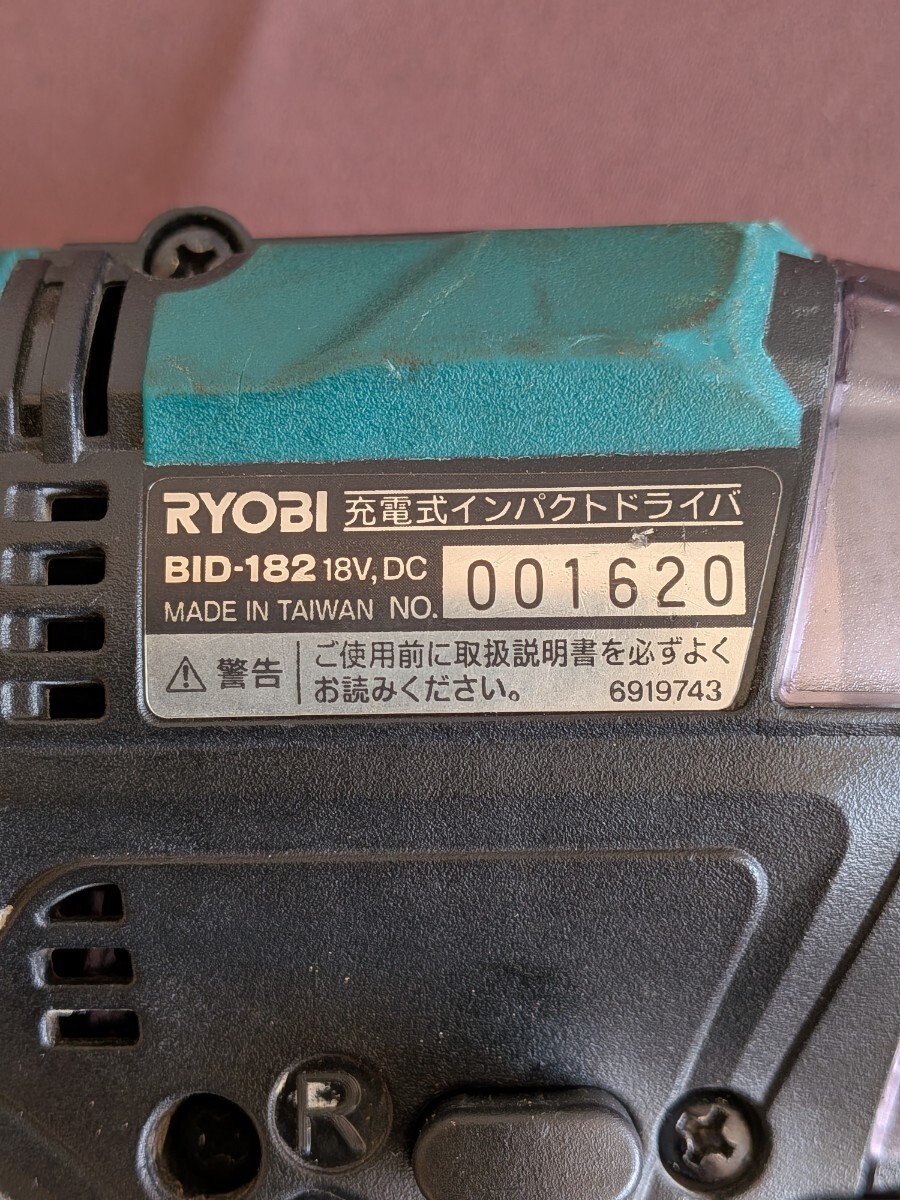 RYOBI 充電式インパクトドライバ
BID-182 18V, DC
MADE IN TAIWAN NO. 001620
⚠ 警告 ご使用前に取扱説明書を必ずよく
お読みください。 6919743
R